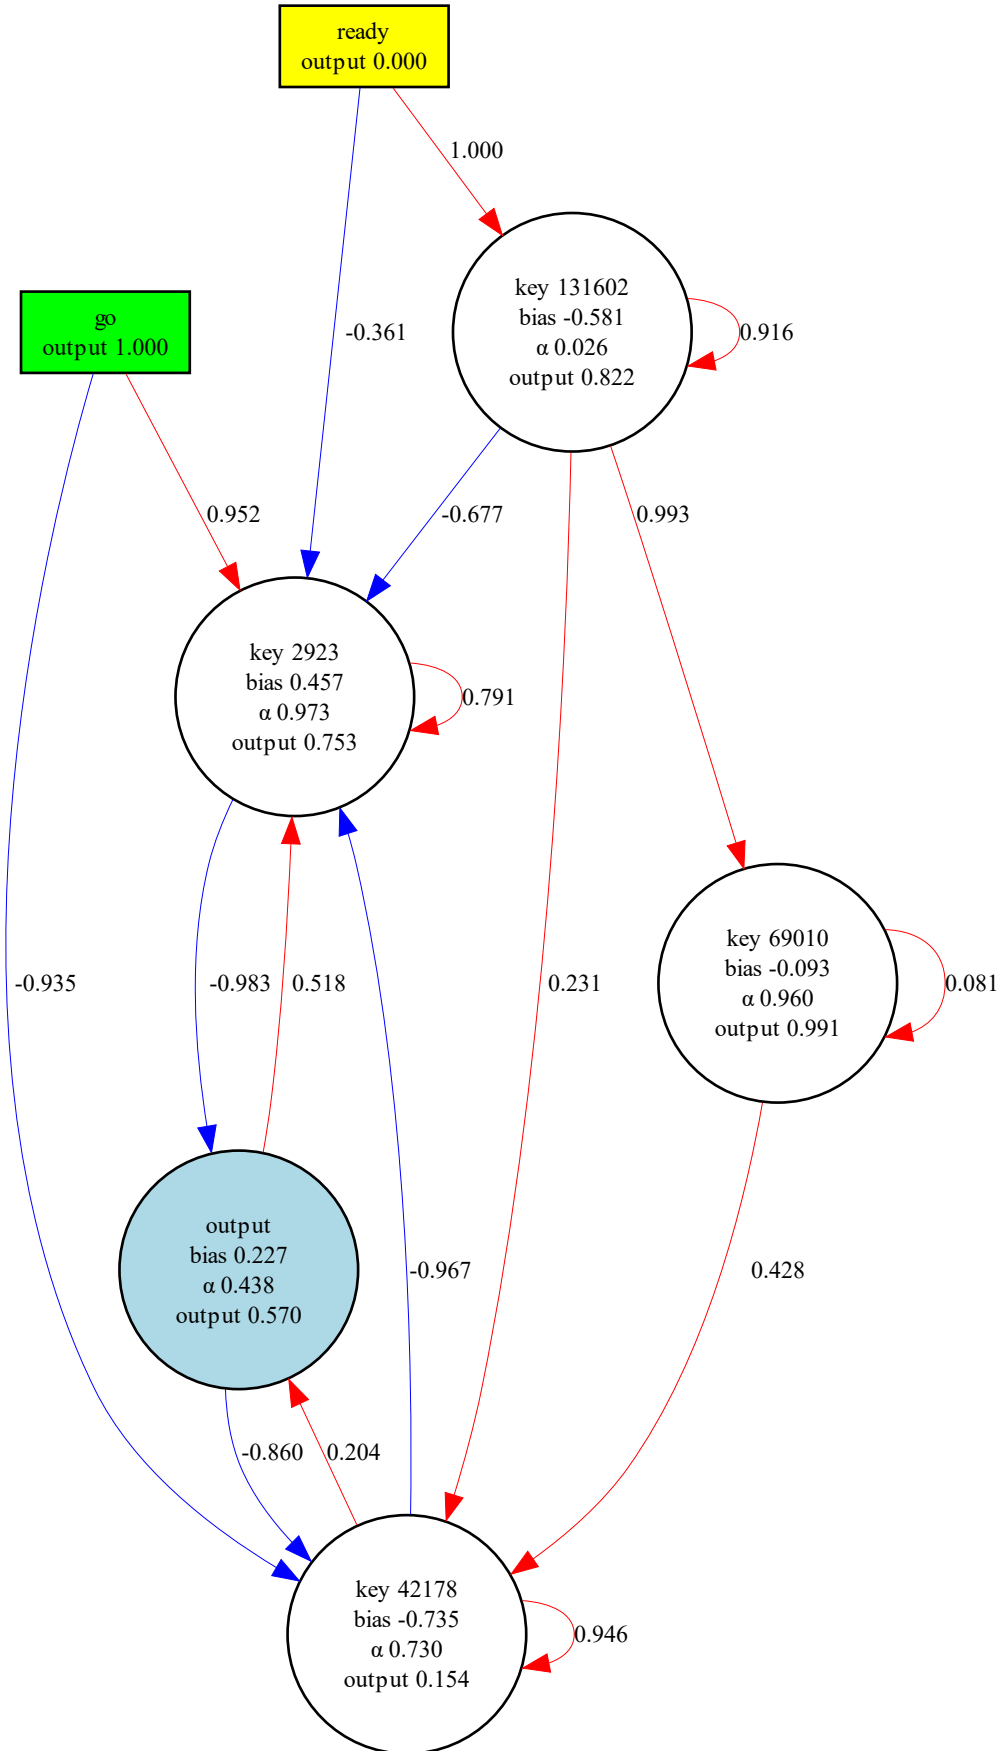 ready
output 0.000
1.000
key 131602
bias -0.581
α 0.026
output 0.822
0.916
go
output 1.000
-0.361
0.952
-0.677
0.993
key 2923
bias 0.457
α 0.973
output 0.753
0.791
-0.935
-0.983
0.518
0.231
key 69010
bias -0.093
α 0.960
output 0.991
0.081
output
bias 0.227
α 0.438
output 0.570
-0.967
0.428
-0.860
0.204
key 42178
bias -0.735
α 0.730
output 0.154
0.946